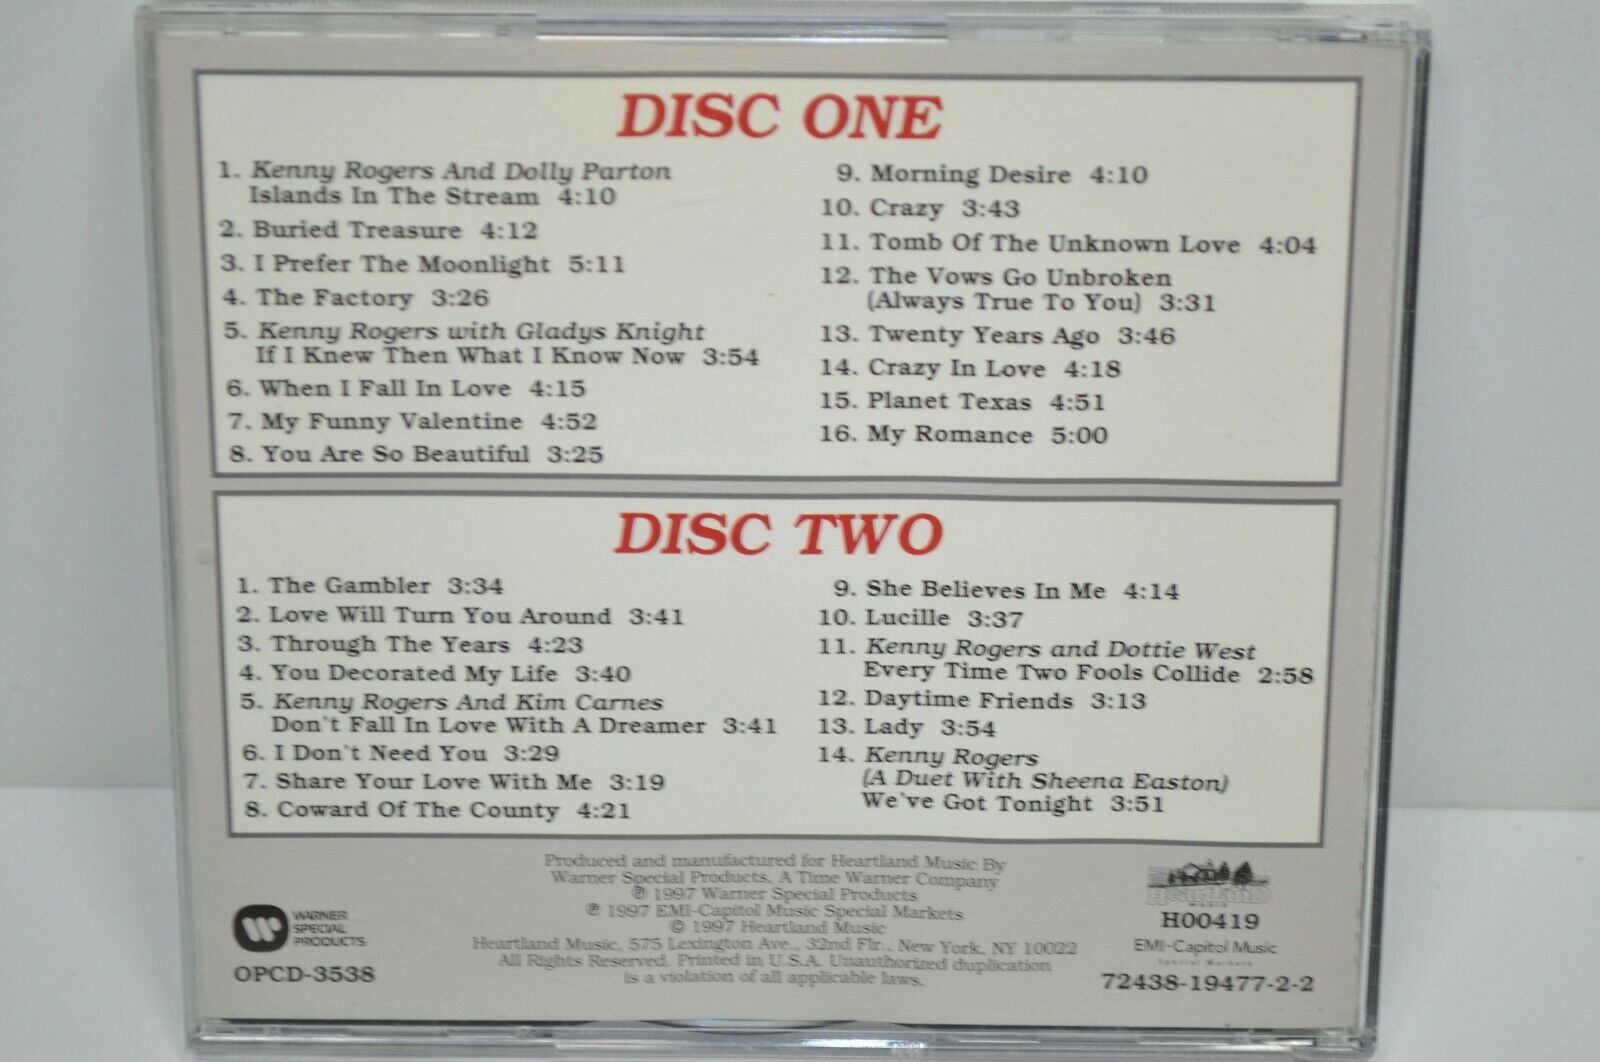 DISC ONE
1. Kenny Rogers And Dolly Parton
Islands In The Stream 4:10
2. Buried Treasure 4:12
3. I Prefer The Moonlight 5:11
4. The Factory 3:26
5. Kenny Rogers with Gladys Knight
If I Knew Then What I Know Now 3:54
6. When I Fall In Love 4:15
7. My Funny Valentine 4:52
8. You Are So Beautiful 3:25
9. Morning Desire 4:10
10. Crazy 3:43
11. Tomb Of The Unknown Love 4:04
12. The Vows Go Unbroken
(Always True To You) 3:31
13. Twenty Years Ago 3:46
14. Crazy In Love 4:18
15. Planet Texas 4:51
16. My Romance 5:00
DISC TWO
1. The Gambler 3:34
2. Love Will Turn You Around 3:41
3. Through The Years 4:23
4. You Decorated My Life 3:40
5. Kenny Rogers And Kim Carnes
Don't Fall In Love With A Dreamer 3:41
6. I Don't Need You 3:29
7. Share Your Love With Me 3:19
8. Coward Of The County 4:21
9. She Believes In Me 4:14
10. Lucille 3:37
11. Kenny Rogers and Dottie West
Every Time Two Fools Collide 2:58
12. Daytime Friends 3:13
13. Lady 3:54
14. Kenny Rogers
(A Duet With Sheena Easton)
We've Got Tonight 3:51
Produced and manufactured for Heartland Music By
Warner Special Products. A Time Warner Company
℗ 1997 Warner Special Products
℗ 1997 EMI-Capitol Music Special Markets
© 1997 Heartland Music
Heartland Music, 575 Lexington Ave., 32nd Flr., New York, NY 10022
All Rights Reserved. Printed in U.S.A. Unauthorized duplication
is a violation of all applicable laws.
WARNER
SPECIAL
PRODUCTS
OPCD-3538
HEARTLAND
MUSIC
H00419
EMI-Capitol Music
Special Markets
72438-19477-2-2